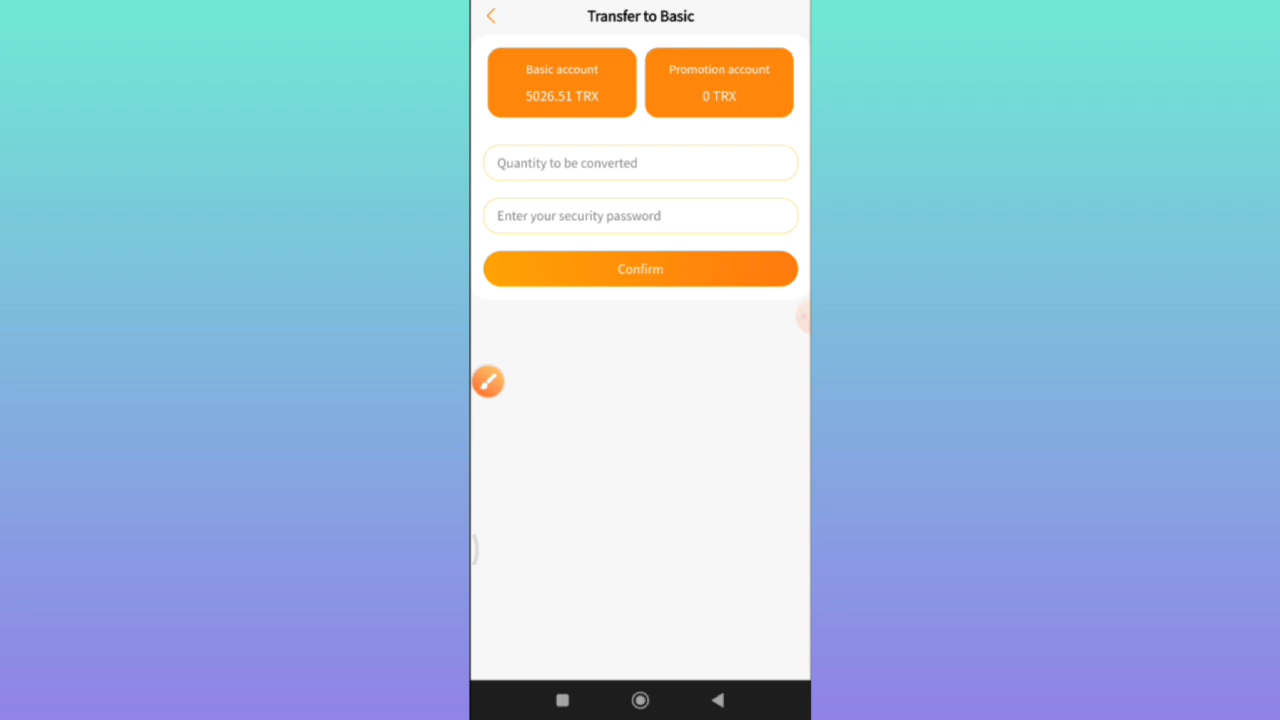 Transfer to Basic
Basic account
5026.51 TRX
Promotion account
0 TRX
Quantity to be converted
Enter your security password
Confirm